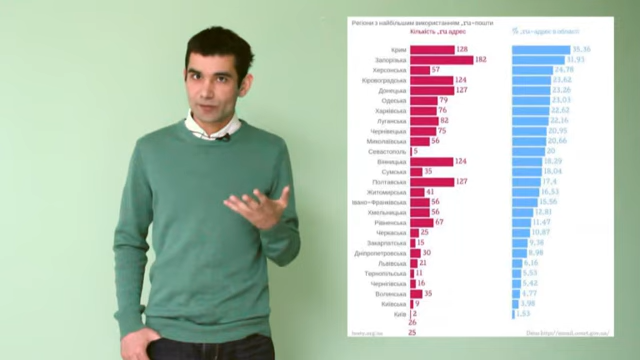 Регіони з найбільшим використанням „.ru-пошти
Кількість „.ru адрес
% „.ru-адрес в області
Крим 128 35,36
Запорізька 182 31,93
Херсонська 57 24,78
Кіровоградська 124 23,62
Донецька 127 23,26
Одеська 79 23,03
Харківська 76 22,62
Луганська 82 22,16
Чернівецька 75 20,95
Миколаївська 56 20,66
Севастополь 5 20
Вінницька 124 18,39
Сумська 35 18,04
Полтавська 127 17,4
Житомирська 41 16,53
Івано-Франківська 56 15,56
Хмельницька 56 12,81
Рівненська 67 11,47
Черкаська 25 10,87
Закарпатська 15 9,38
Дніпропетровська 30 8,98
Львівська 21 6,16
Тернопільська 11 5,53
Чернігівська 16 5,42
Волинська 35 4,77
Київська 9 3,98
Київ 2 1,53
26
25